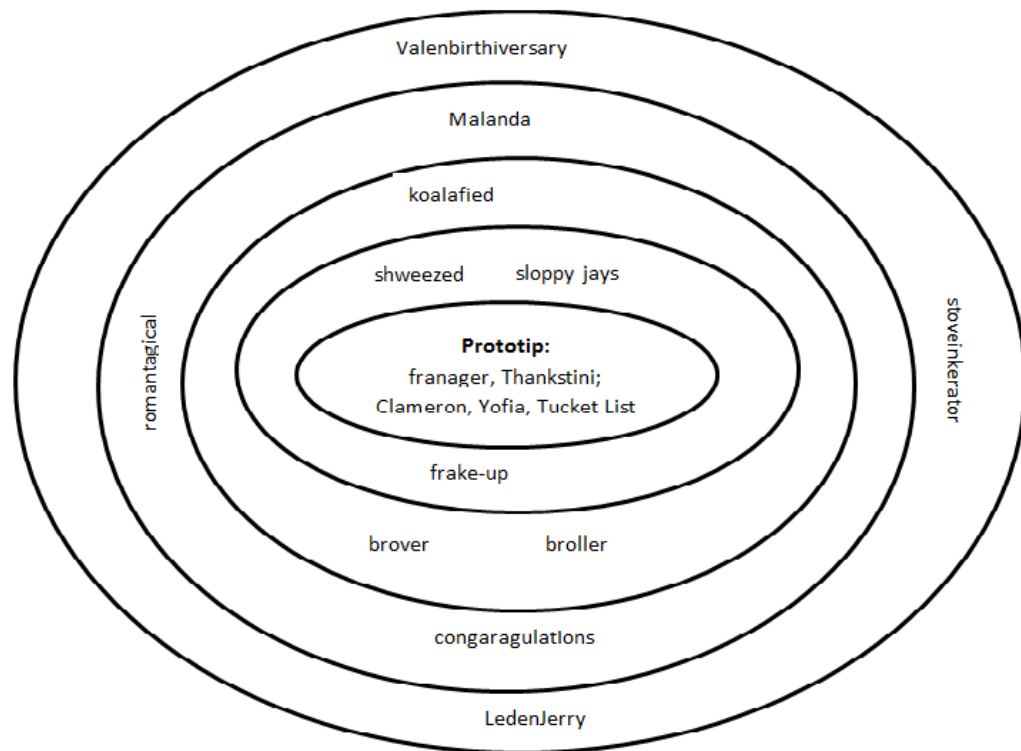 Valenbirthiversary
Malanda
koalafied
shweezed sloppy jays
romantagical
stoveinkerator
Prototip:
franager, Thankstini;
Clameron, Yofia, Tucket List
frake-up
brover broller
congaragulations
LedenJerry